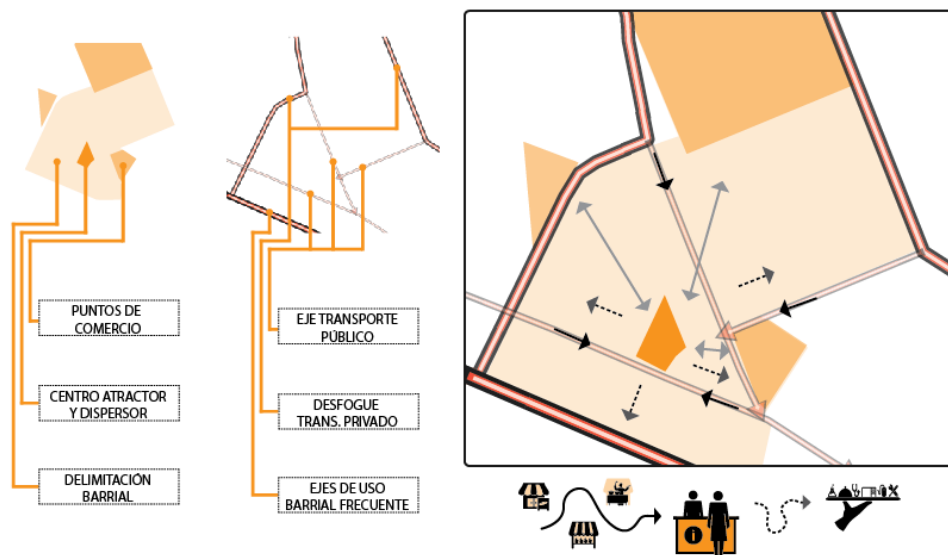 PUNTOS DE
COMERCIO
CENTRO ATRACTOR
Y DISPERSOR
DELIMITACIÓN
BARRIAL
EJE TRANSPORTE
PÚBLICO
DESFOGUE
TRANS. PRIVADO
EJES DE USO
BARRIAL FRECUENTE
i